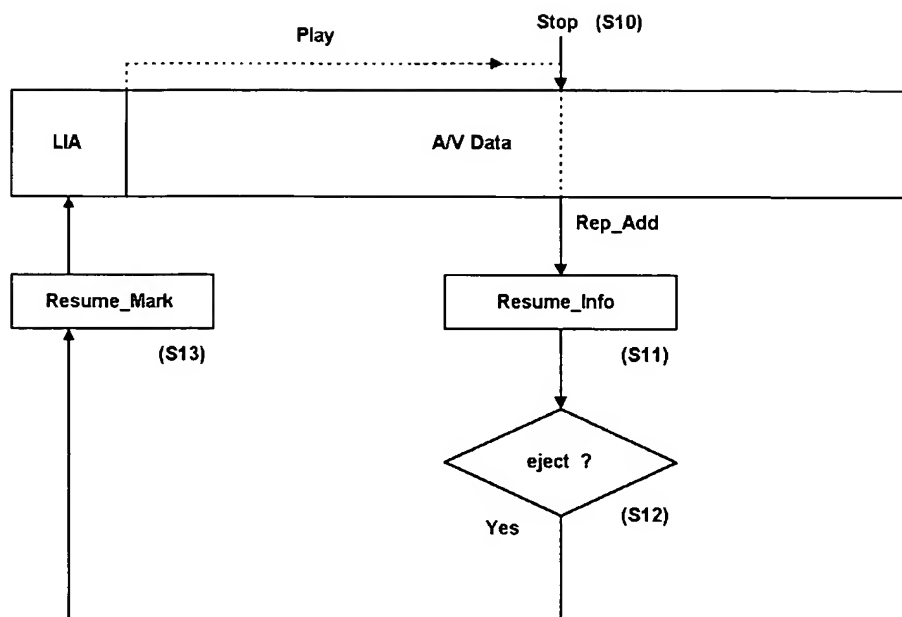 Stop (S10)
Play
LIA
A/V Data
Rep_Add
Resume_Mark
Resume_Info
(S13)
(S11)
eject ?
(S12)
Yes